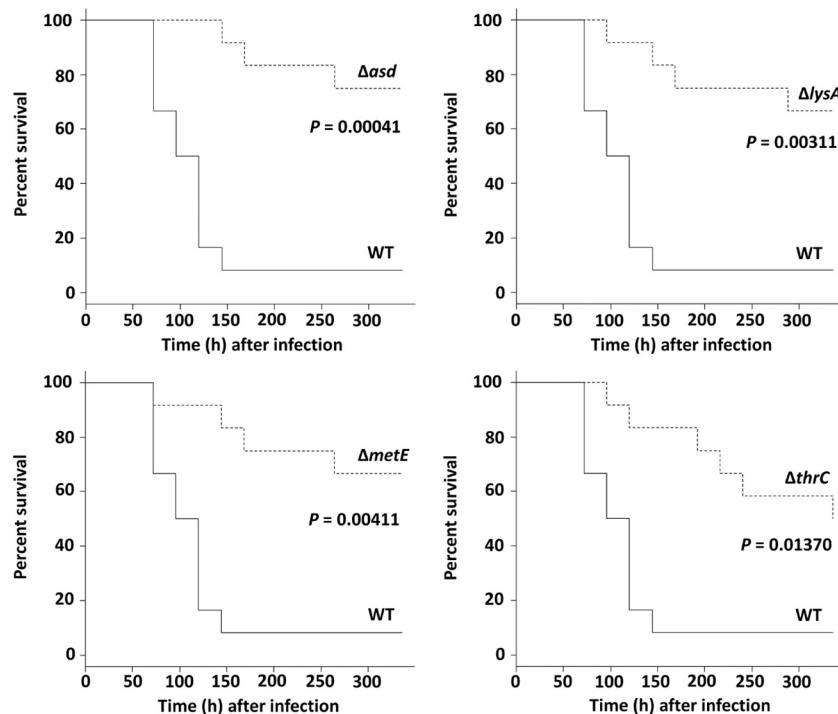 100
80
60
40
20
0
Percent survival
Δasd
P = 0.00041
WT
0 50 100 150 200 250 300
Time (h) after infection
100
80
60
40
20
0
Percent survival
ΔlysA
P = 0.00311
WT
0 50 100 150 200 250 300
Time (h) after infection
100
80
60
40
20
0
Percent survival
ΔmetE
P = 0.00411
WT
0 50 100 150 200 250 300
Time (h) after infection
100
80
60
40
20
0
Percent survival
ΔthrC
P = 0.01370
WT
0 50 100 150 200 250 300
Time (h) after infection